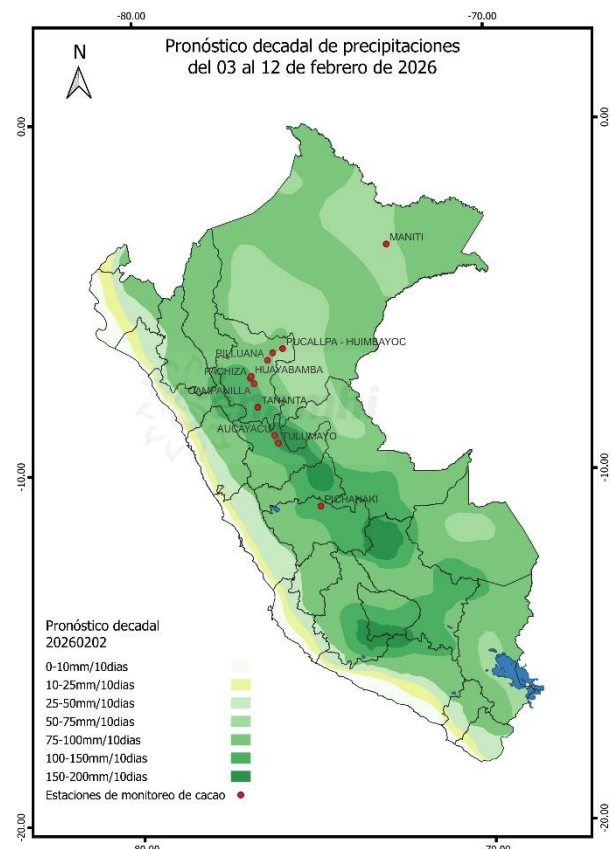 -80.00
-70.00
Pronóstico decadal de precipitaciones
del 03 al 12 de febrero de 2026
N
0.00
0.00
MANITI
PUCALLPA - HUIMBAYOC
PILLUANA
PACHIZA
HUAYABAMBA
CAMPANILLA
TANANTA
AUCAYACU
TULUMAYO
-10.00
-10.00
PICHANAKI
Pronóstico decadal
20260202
0-10mm/10dias
10-25mm/10dias
25-50mm/10dias
50-75mm/10dias
75-100mm/10dias
100-150mm/10dias
150-200mm/10dias
Estaciones de monitoreo de cacao
-20.00
-20.00
-80.00
-70.00